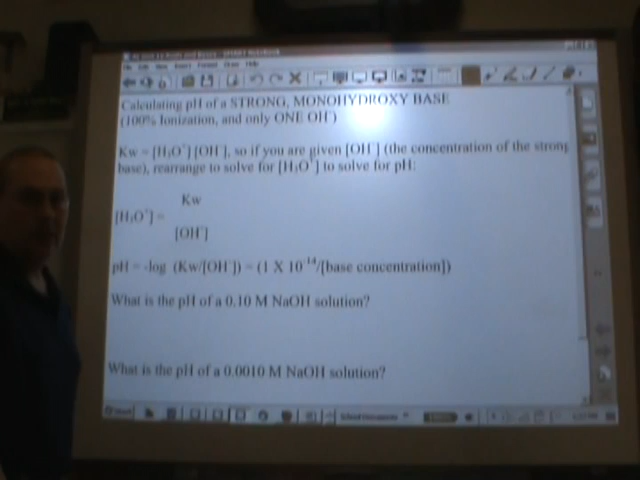 Calculating pH of a STRONG, MONOHYDROXY BASE
(100% Ionization, and only ONE OH⁻)
Kw = [H₃O⁺] [OH⁻], so if you are given [OH⁻] (the concentration of the strong
base), rearrange to solve for [H₃O⁺] to solve for pH:
Kw
[H₃O⁺] =
[OH⁻]
pH = -log (Kw/[OH⁻]) = (1 X 10⁻¹⁴/[base concentration])
What is the pH of a 0.10 M NaOH solution?
What is the pH of a 0.0010 M NaOH solution?